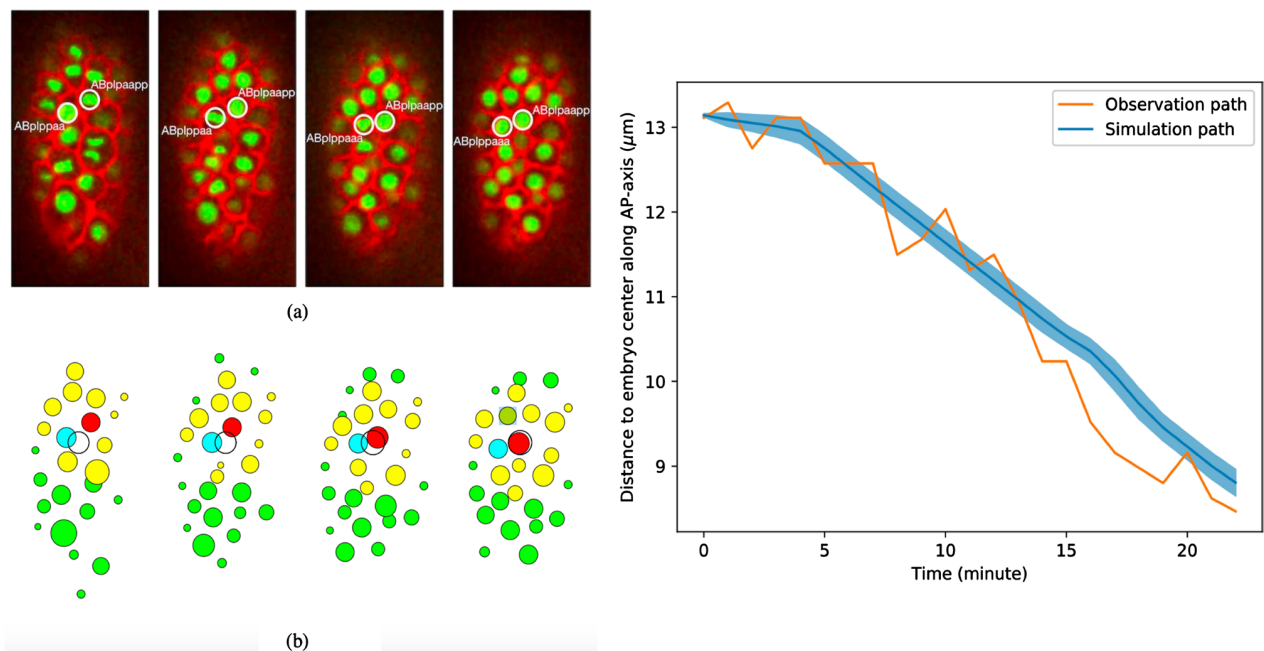 ABplpaapp
ABplppaa
ABplpaapp
ABplppaa
ABplpaapp
ABplppaaa
ABplpaapp
ABplppaaa
(a)
(b)
Observation path
Simulation path
Distance to embryo center along AP-axis (μm)
13
12
11
10
9
0 5 10 15 20
Time (minute)